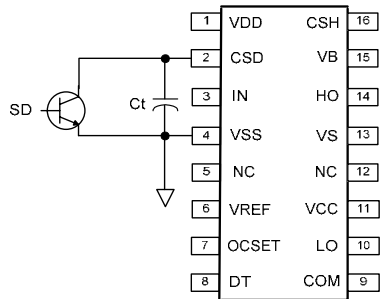 1 VDD CSH 16
2 CSD VB 15
3 IN HO 14
4 VSS VS 13
5 NC NC 12
6 VREF VCC 11
7 OCSET LO 10
8 DT COM 9
SD
Ct